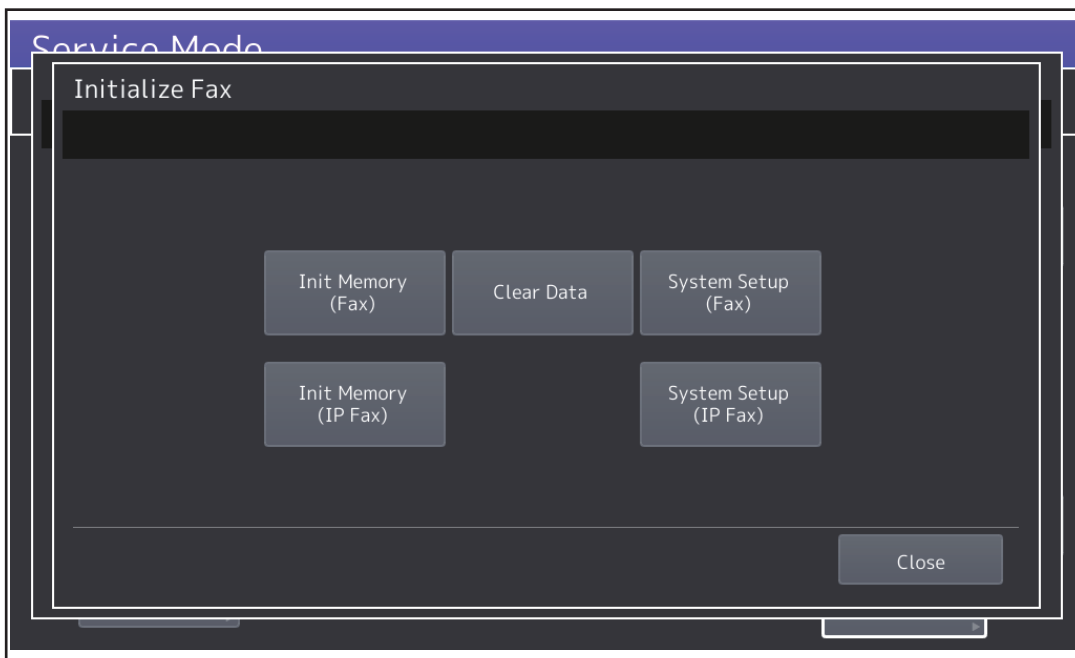 Service Mode
Initialize Fax
Init Memory
(Fax)
Clear Data
System Setup
(Fax)
Init Memory
(IP Fax)
System Setup
(IP Fax)
Close